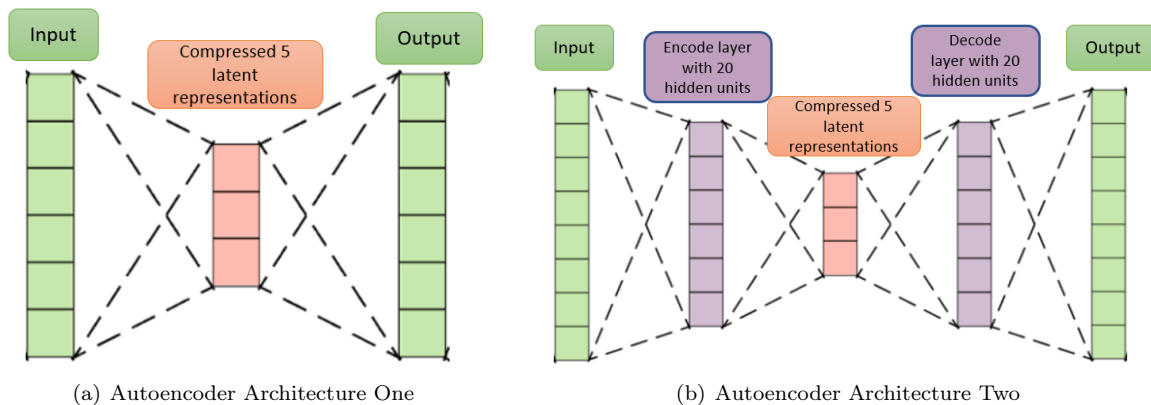 Input
Compressed 5
latent
representations
Output
(a) Autoencoder Architecture One
Input
Encode layer
with 20
hidden units
Compressed 5
latent
representations
Decode
layer with 20
hidden units
Output
(b) Autoencoder Architecture Two